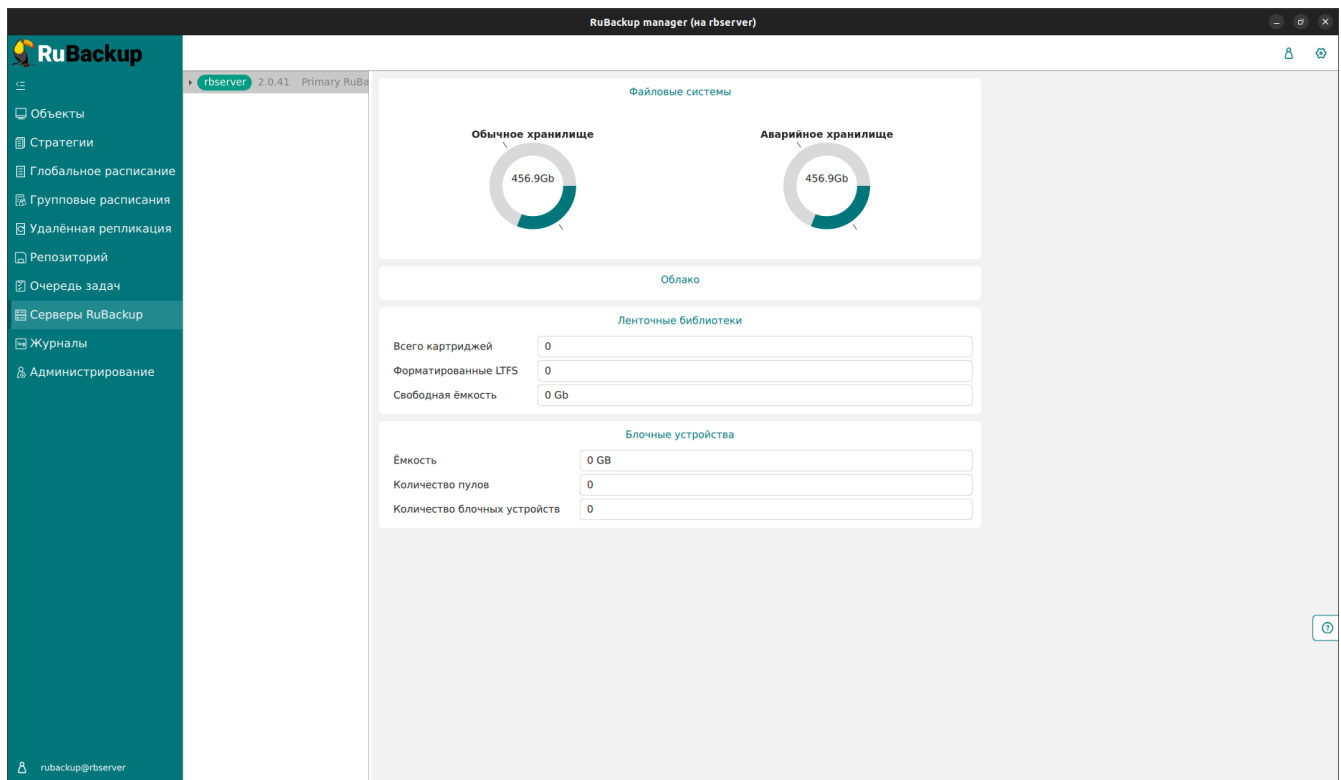 RuBackup manager (на rbserver)
RuBackup
rbserver 2.0.41 Primary RuBa
Объекты
Стратегии
Глобальное расписание
Групповые расписания
Удалённая репликация
Репозиторий
Очередь задач
Серверы RuBackup
Журналы
Администрирование
rubackup@rbserver
Файловые системы
Обычное хранилище
Аварийное хранилище
456.9Gb
456.9Gb
Облако
Ленточные библиотеки
Всего картриджей 0
Форматированные LTFS 0
Свободная ёмкость 0 Gb
Блочные устройства
Ёмкость 0 GB
Количество пулов 0
Количество блочных устройств 0